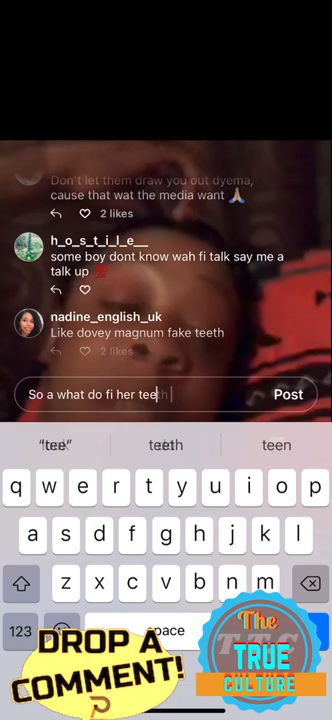 Don't let them draw you out dyema,
cause that wat the media want 🙏🏽
2 likes
h_o_s_t_i_l_e__
some boy dont know wah fi talk say me a
talk up 💯
nadine_english_uk
Like dovey magnum fake teeth
2 likes
So a what do fi her teeth
Post
teeth teen
q w e r t y u i o p
a s d f g h j k l
z x c v b n m
123 space
DROP A
COMMENT!
The
T.T.C
TRUE
CULTURE